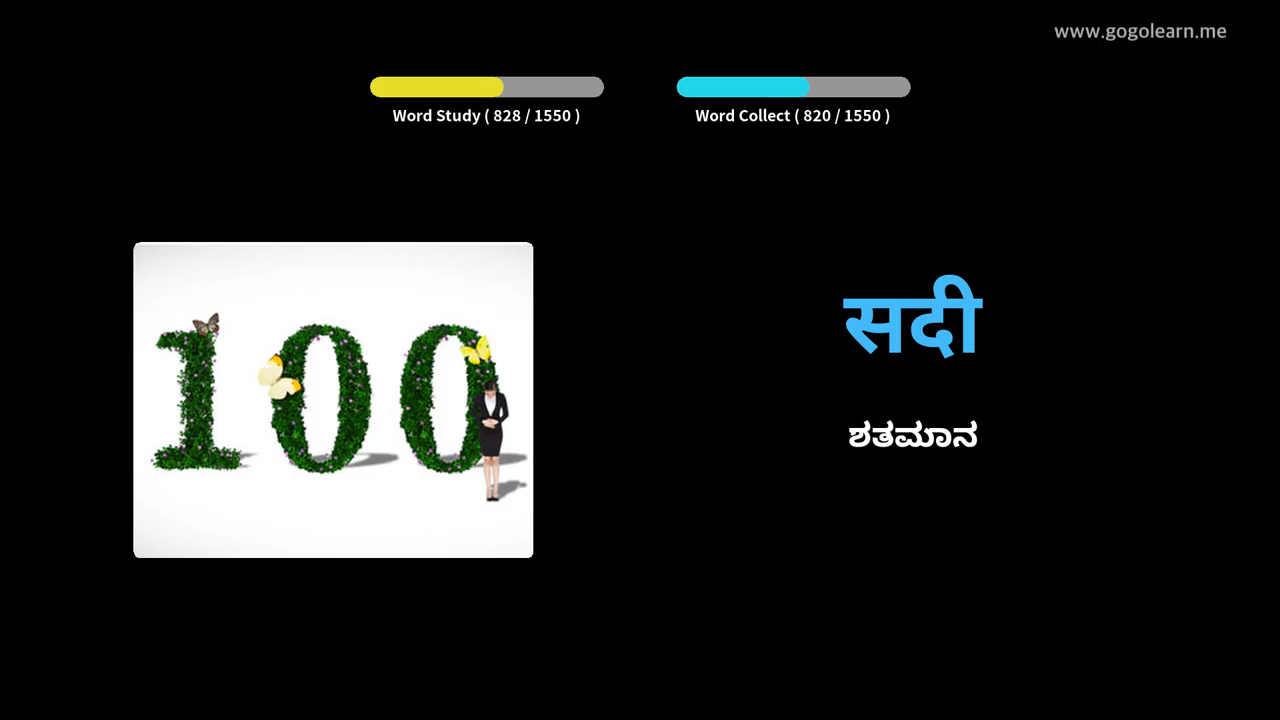 www.gogolearn.me
Word Study ( 828 / 1550 )
Word Collect ( 820 / 1550 )
100
सदी
ಶತಮಾನ